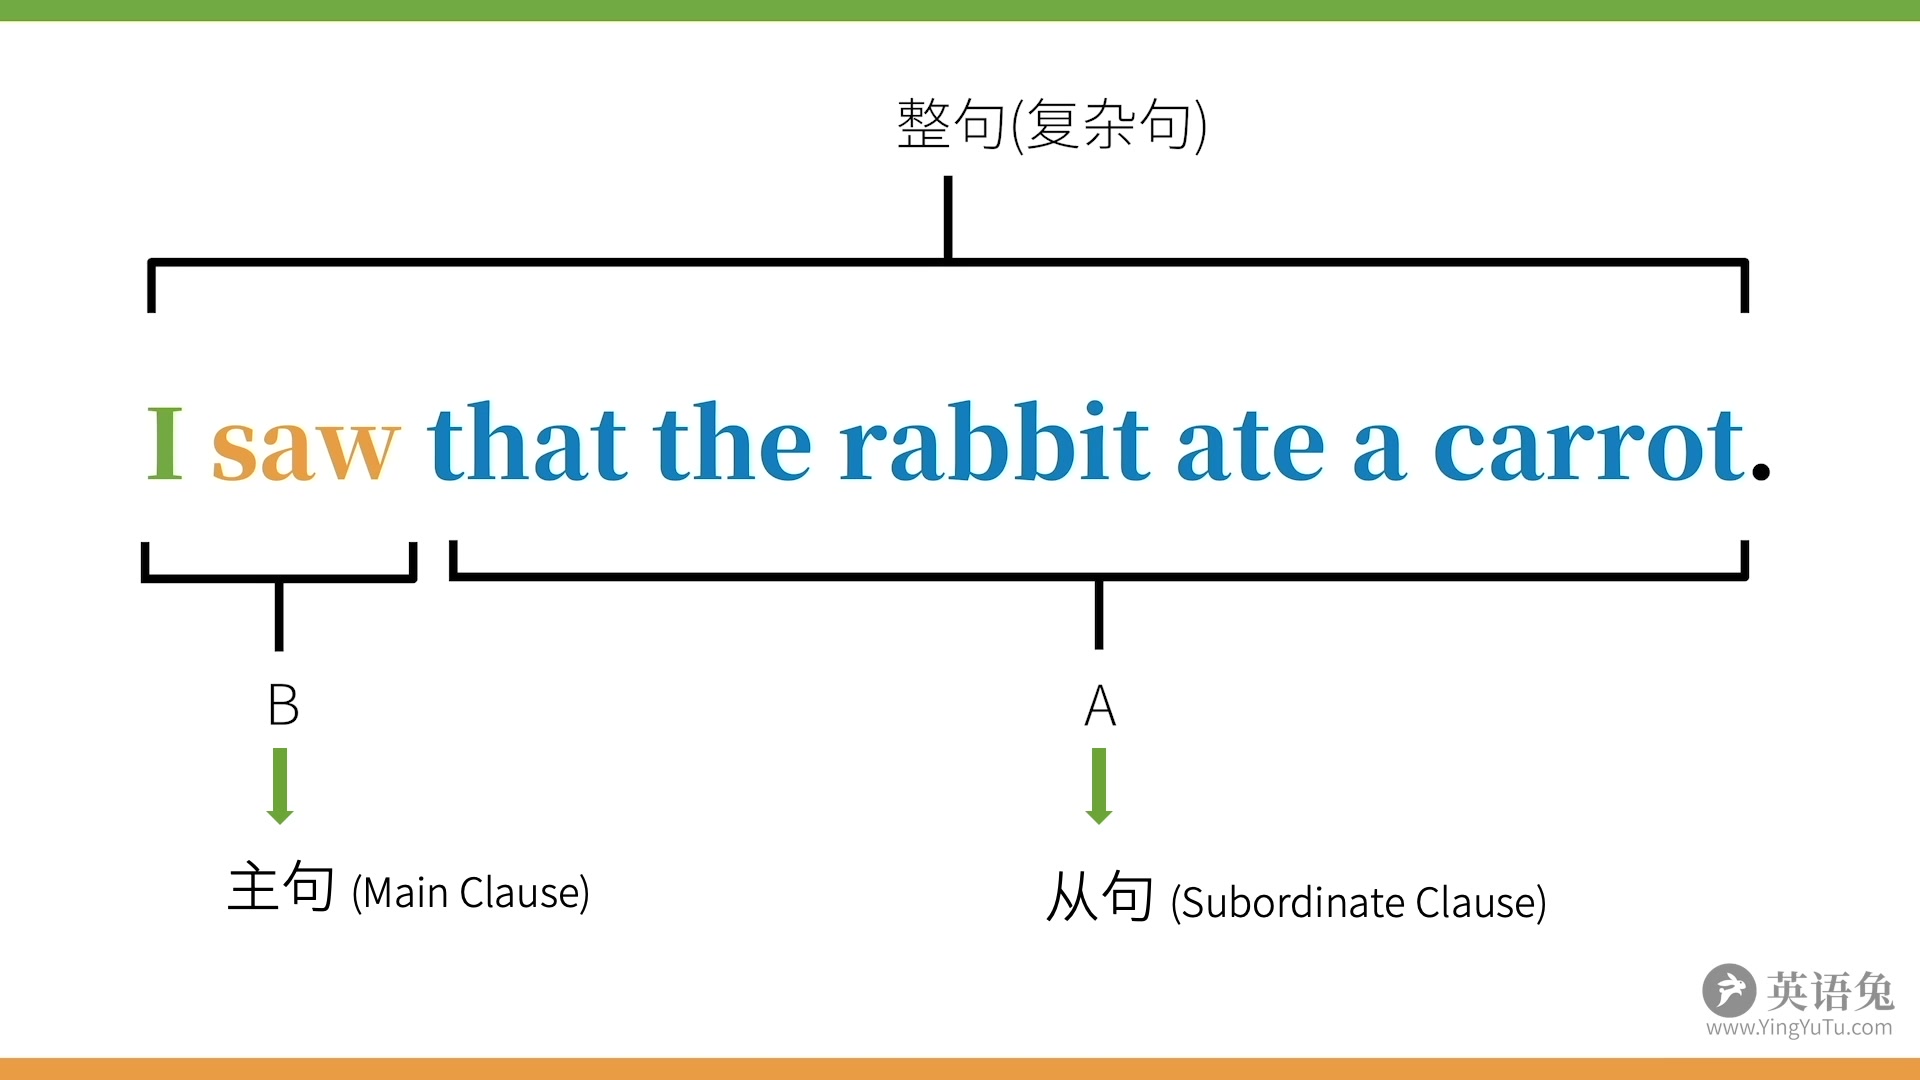 整句(复杂句)
I saw that the rabbit ate a carrot.
B
A
主句 (Main Clause)
从句 (Subordinate Clause)
英语兔
www.YingYuTu.com